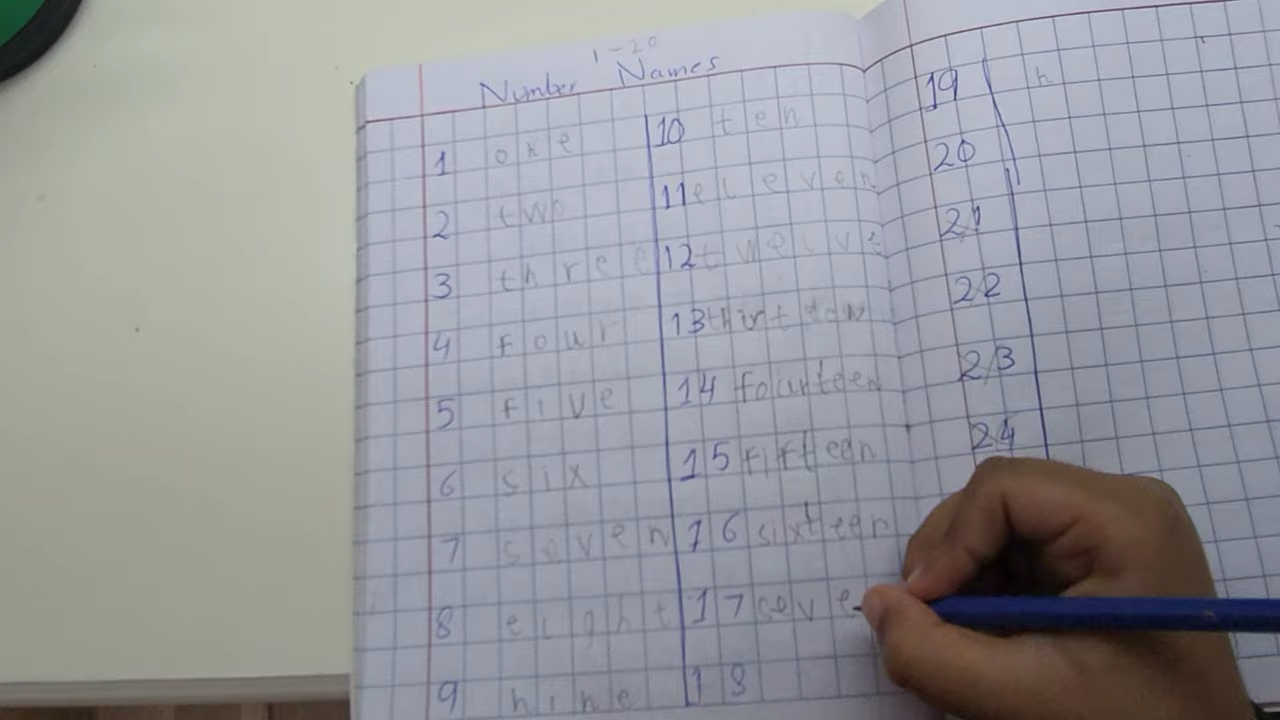 1-20
Number Names
1 one
2 two
3 three
4 four
5 five
6 six
7 seven
8 eight
9 nine
10 ten
11 eleven
12 twelve
13 thirteen
14 fourteen
15 fifteen
16 sixteen
17 seve
18
19 n
20
21
22
23
24